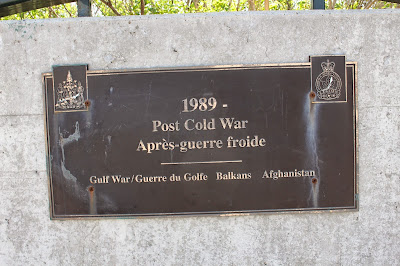 1989 -
Post Cold War
Après-guerre froide
Gulf War/Guerre du Golfe Balkans Afghanistan